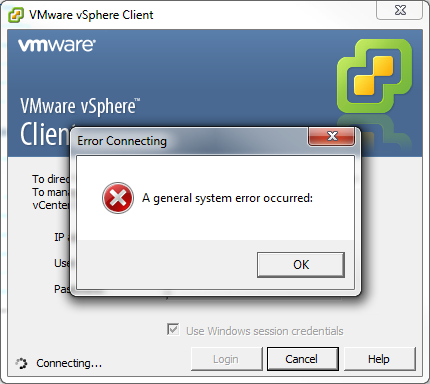 VMware vSphere Client
vmware®
VMware vSphere™
Client
Error Connecting
A general system error occurred:
OK
To direc
To mana
vCenter
IP a
Use
Pa
Use Windows session credentials
Connecting...
Login
Cancel
Help